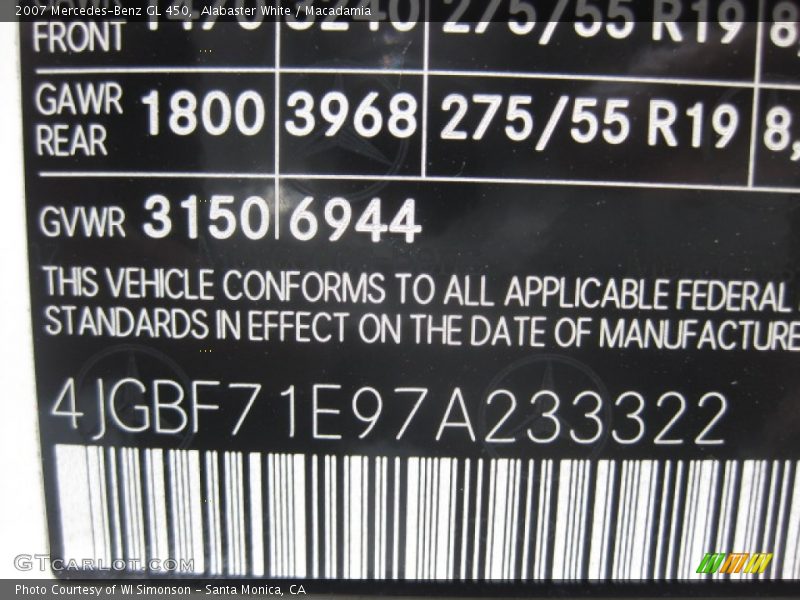 2007 Mercedes-Benz GL 450, Alabaster White / Macadamia
FRONT 275/55 R19 8,
GAWR REAR 1800 3968 275/55 R19 8,
GVWR 3150 6944
THIS VEHICLE CONFORMS TO ALL APPLICABLE FEDERAL
STANDARDS IN EFFECT ON THE DATE OF MANUFACTURE
4JGBF71E97A233322
GTcarlot.com
Photo Courtesy of WI Simonson - Santa Monica, CA